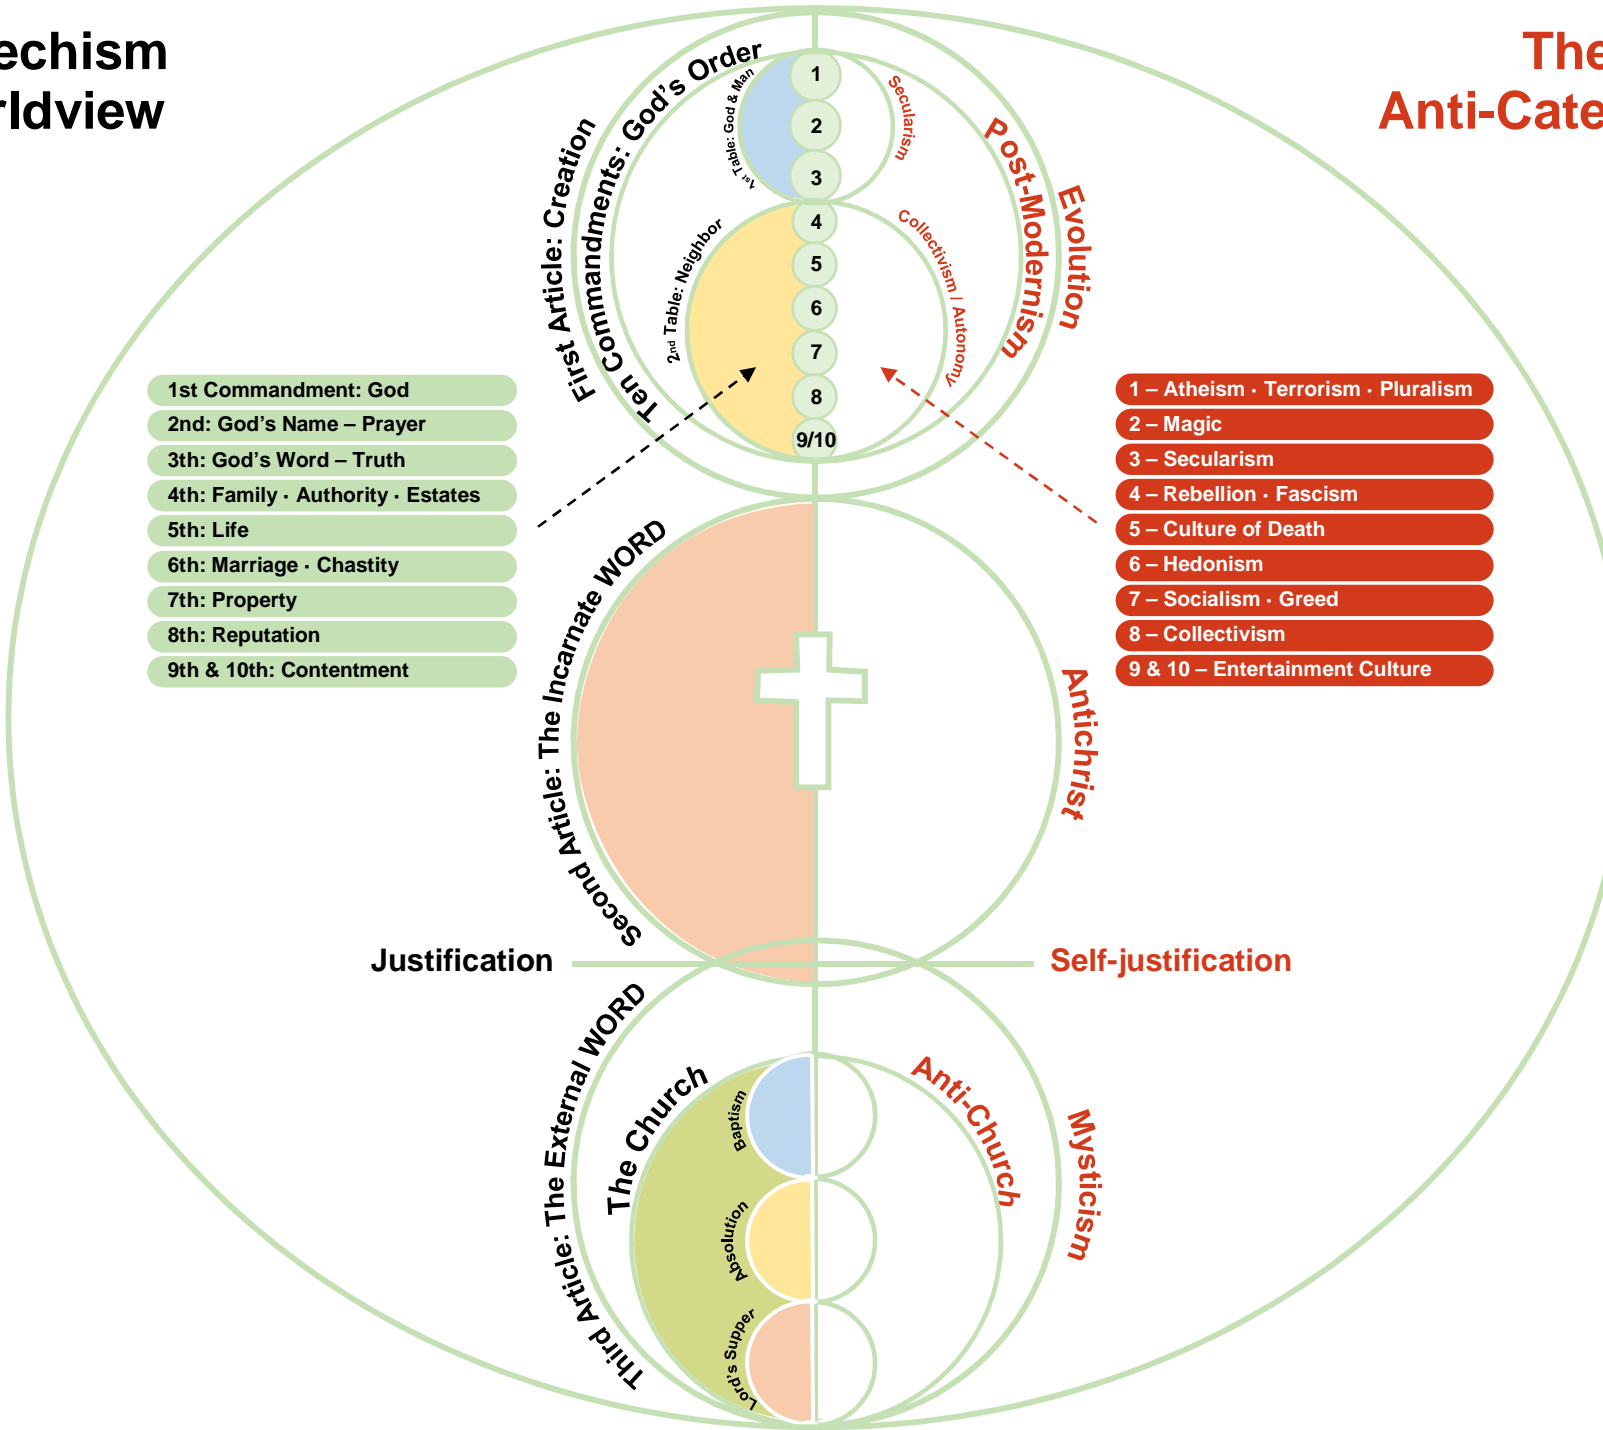 echism
rldview
The
Anti-Cate
First Article: Creation
Ten Commandments: God's Order
1st Table: God & Man
2nd Table: Neighbor
1
2
3
4
5
6
7
8
9/10
Secularism
Collectivism / Autonomy
Post-Modernism
Evolution
1st Commandment: God
2nd: God's Name – Prayer
3th: God's Word – Truth
4th: Family · Authority · Estates
5th: Life
6th: Marriage · Chastity
7th: Property
8th: Reputation
9th & 10th: Contentment
1 – Atheism · Terrorism · Pluralism
2 – Magic
3 – Secularism
4 – Rebellion · Fascism
5 – Culture of Death
6 – Hedonism
7 – Socialism · Greed
8 – Collectivism
9 & 10 – Entertainment Culture
Second Article: The Incarnate WORD
Antichrist
Justification
Self-justification
Third Article: The External WORD
The Church
Baptism
Absolution
Lord's Supper
Anti-Church
Mysticism